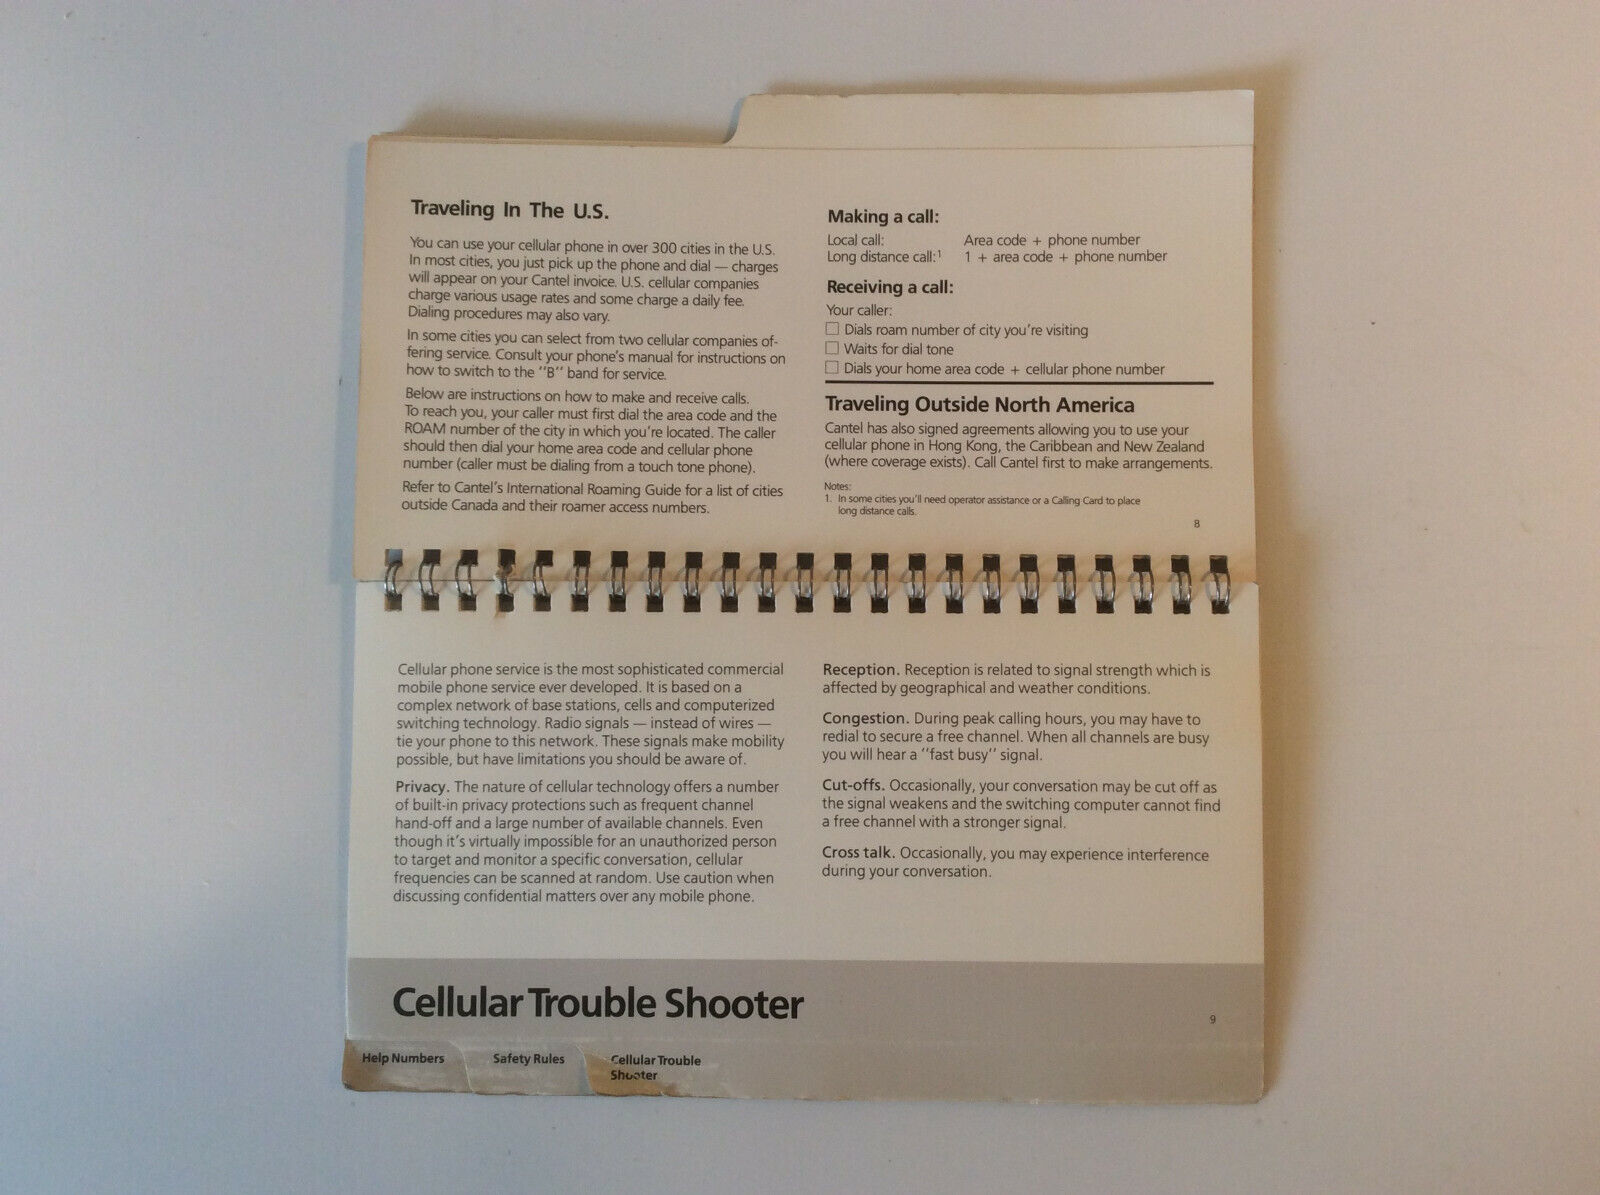 Traveling In The U.S.
You can use your cellular phone in over 300 cities in the U.S.
In most cities, you just pick up the phone and dial — charges
will appear on your Cantel invoice. U.S. cellular companies
charge various usage rates and some charge a daily fee.
Dialing procedures may also vary.
In some cities you can select from two cellular companies of-
fering service. Consult your phone's manual for instructions on
how to switch to the "B" band for service.
Below are instructions on how to make and receive calls.
To reach you, your caller must first dial the area code and the
ROAM number of the city in which you're located. The caller
should then dial your home area code and cellular phone
number (caller must be dialing from a touch tone phone).
Refer to Cantel's International Roaming Guide for a list of cities
outside Canada and their roamer access numbers.
Making a call:
Local call: Area code + phone number
Long distance call:¹ 1 + area code + phone number
Receiving a call:
Your caller:
☐ Dials roam number of city you're visiting
☐ Waits for dial tone
☐ Dials your home area code + cellular phone number
Traveling Outside North America
Cantel has also signed agreements allowing you to use your
cellular phone in Hong Kong, the Caribbean and New Zealand
(where coverage exists). Call Cantel first to make arrangements.
Notes:
1. In some cities you'll need operator assistance or a Calling Card to place
long distance calls.
8
Cellular phone service is the most sophisticated commercial
mobile phone service ever developed. It is based on a
complex network of base stations, cells and computerized
switching technology. Radio signals — instead of wires —
tie your phone to this network. These signals make mobility
possible, but have limitations you should be aware of.
Privacy. The nature of cellular technology offers a number
of built-in privacy protections such as frequent channel
hand-off and a large number of available channels. Even
though it's virtually impossible for an unauthorized person
to target and monitor a specific conversation, cellular
frequencies can be scanned at random. Use caution when
discussing confidential matters over any mobile phone.
Reception. Reception is related to signal strength which is
affected by geographical and weather conditions.
Congestion. During peak calling hours, you may have to
redial to secure a free channel. When all channels are busy
you will hear a "fast busy" signal.
Cut-offs. Occasionally, your conversation may be cut off as
the signal weakens and the switching computer cannot find
a free channel with a stronger signal.
Cross talk. Occasionally, you may experience interference
during your conversation.
Cellular Trouble Shooter
9
Help Numbers
Safety Rules
Cellular Trouble
Shooter